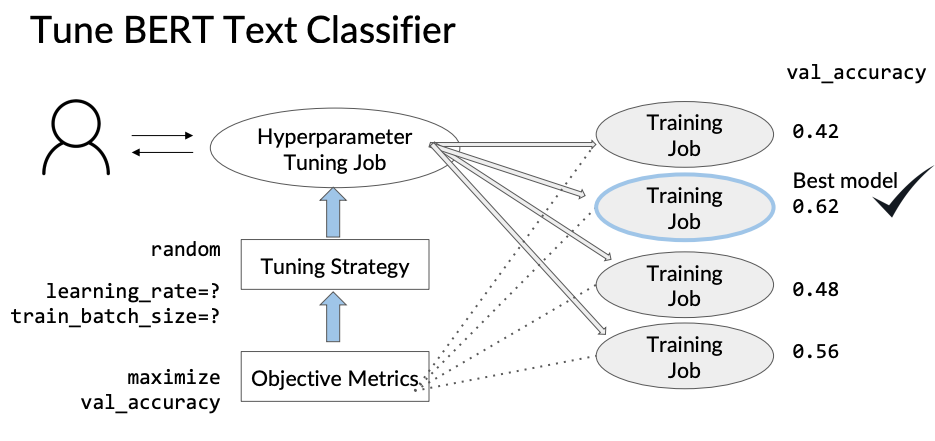 Tune BERT Text Classifier
val_accuracy
Hyperparameter
Tuning Job
Training
Job
0.42
Training
Job
Best model
0.62
random
Tuning Strategy
learning_rate=?
train_batch_size=?
Training
Job
0.48
Training
Job
0.56
maximize
val_accuracy
Objective Metrics